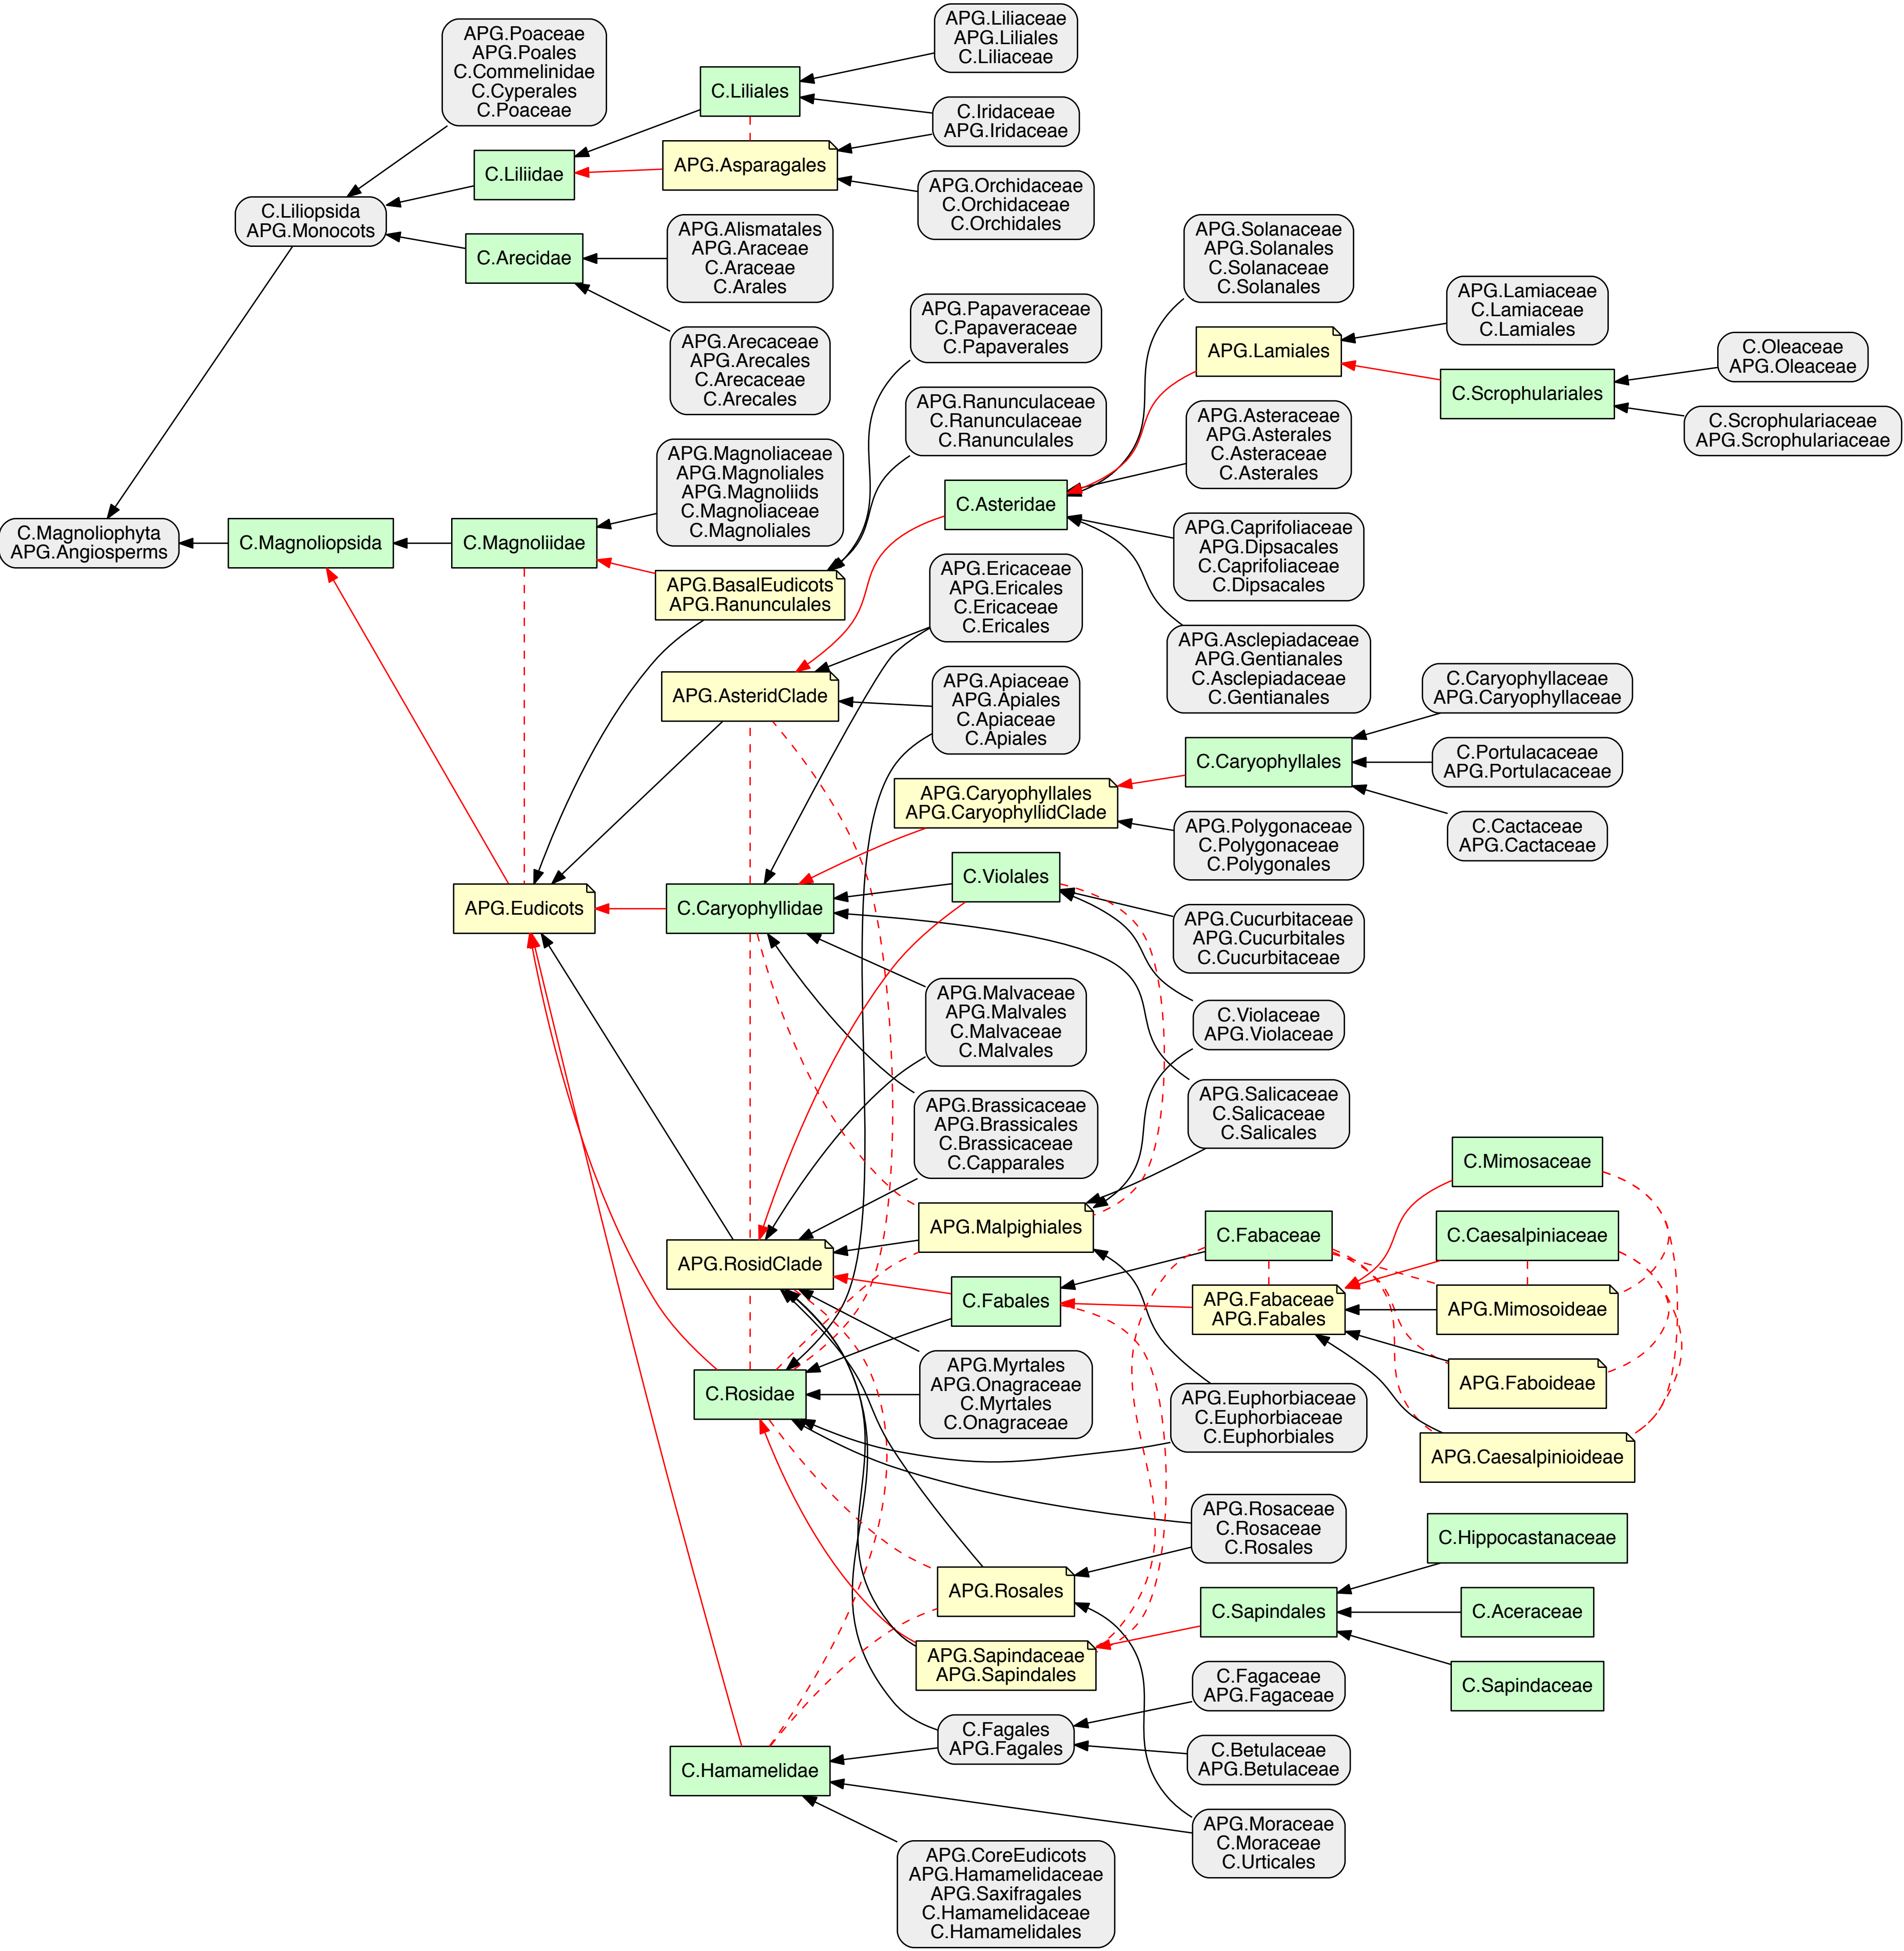 APG.Poaceae
APG.Poales
C.Commelinidae
C.Cyperales
C.Poaceae
C.Liliales
APG.Liliaceae
APG.Liliales
C.Liliaceae
C.Iridaceae
APG.Iridaceae
C.Liliidae
APG.Asparagales
APG.Orchidaceae
C.Orchidaceae
C.Orchidales
C.Liliopsida
APG.Monocots
C.Arecidae
APG.Alismatales
APG.Araceae
C.Araceae
C.Arales
APG.Arecaceae
APG.Arecales
C.Arecaceae
C.Arecales
APG.Papaveraceae
C.Papaveraceae
C.Papaverales
APG.Ranunculaceae
C.Ranunculaceae
C.Ranunculales
APG.Solanaceae
APG.Solanales
C.Solanaceae
C.Solanales
APG.Lamiales
APG.Lamiaceae
C.Lamiaceae
C.Lamiales
C.Scrophulariales
C.Oleaceae
APG.Oleaceae
C.Scrophulariaceae
APG.Scrophulariaceae
APG.Asteraceae
APG.Asterales
C.Asteraceae
C.Asterales
C.Magnoliophyta
APG.Angiosperms
C.Magnoliopsida
C.Magnoliidae
APG.Magnoliaceae
APG.Magnoliales
APG.Magnoliids
C.Magnoliaceae
C.Magnoliales
C.Asteridae
APG.Caprifoliaceae
APG.Dipsacales
C.Caprifoliaceae
C.Dipsacales
APG.BasalEudicots
APG.Ranunculales
APG.Ericaceae
APG.Ericales
C.Ericaceae
C.Ericales
APG.Asclepiadaceae
APG.Gentianales
C.Asclepiadaceae
C.Gentianales
APG.AsteridClade
APG.Apiaceae
APG.Apiales
C.Apiaceae
C.Apiales
C.Caryophyllaceae
APG.Caryophyllaceae
C.Caryophyllales
C.Portulacaceae
APG.Portulacaceae
APG.Caryophyllales
APG.CaryophyllidClade
APG.Polygonaceae
C.Polygonaceae
C.Polygonales
C.Cactaceae
APG.Cactaceae
APG.Eudicots
C.Caryophyllidae
C.Violales
APG.Cucurbitaceae
APG.Cucurbitales
C.Cucurbitaceae
APG.Malvaceae
APG.Malvales
C.Malvaceae
C.Malvales
C.Violaceae
APG.Violaceae
APG.Brassicaceae
APG.Brassicales
C.Brassicaceae
C.Capparales
APG.Salicaceae
C.Salicaceae
C.Salicales
C.Mimosaceae
APG.RosidClade
APG.Malpighiales
C.Fabaceae
C.Caesalpiniaceae
C.Fabales
APG.Fabaceae
APG.Fabales
APG.Mimosoideae
C.Rosidae
APG.Myrtales
APG.Onagraceae
C.Myrtales
C.Onagraceae
APG.Euphorbiaceae
C.Euphorbiaceae
C.Euphorbiales
APG.Faboideae
APG.Caesalpinioideae
APG.Rosaceae
C.Rosaceae
C.Rosales
C.Hippocastanaceae
APG.Rosales
C.Sapindales
C.Aceraceae
APG.Sapindaceae
APG.Sapindales
C.Fagaceae
APG.Fagaceae
C.Sapindaceae
C.Hamamelidae
C.Fagales
APG.Fagales
C.Betulaceae
APG.Betulaceae
APG.Moraceae
C.Moraceae
C.Urticales
APG.CoreEudicots
APG.Hamamelidaceae
APG.Saxifragales
C.Hamamelidaceae
C.Hamamelidales